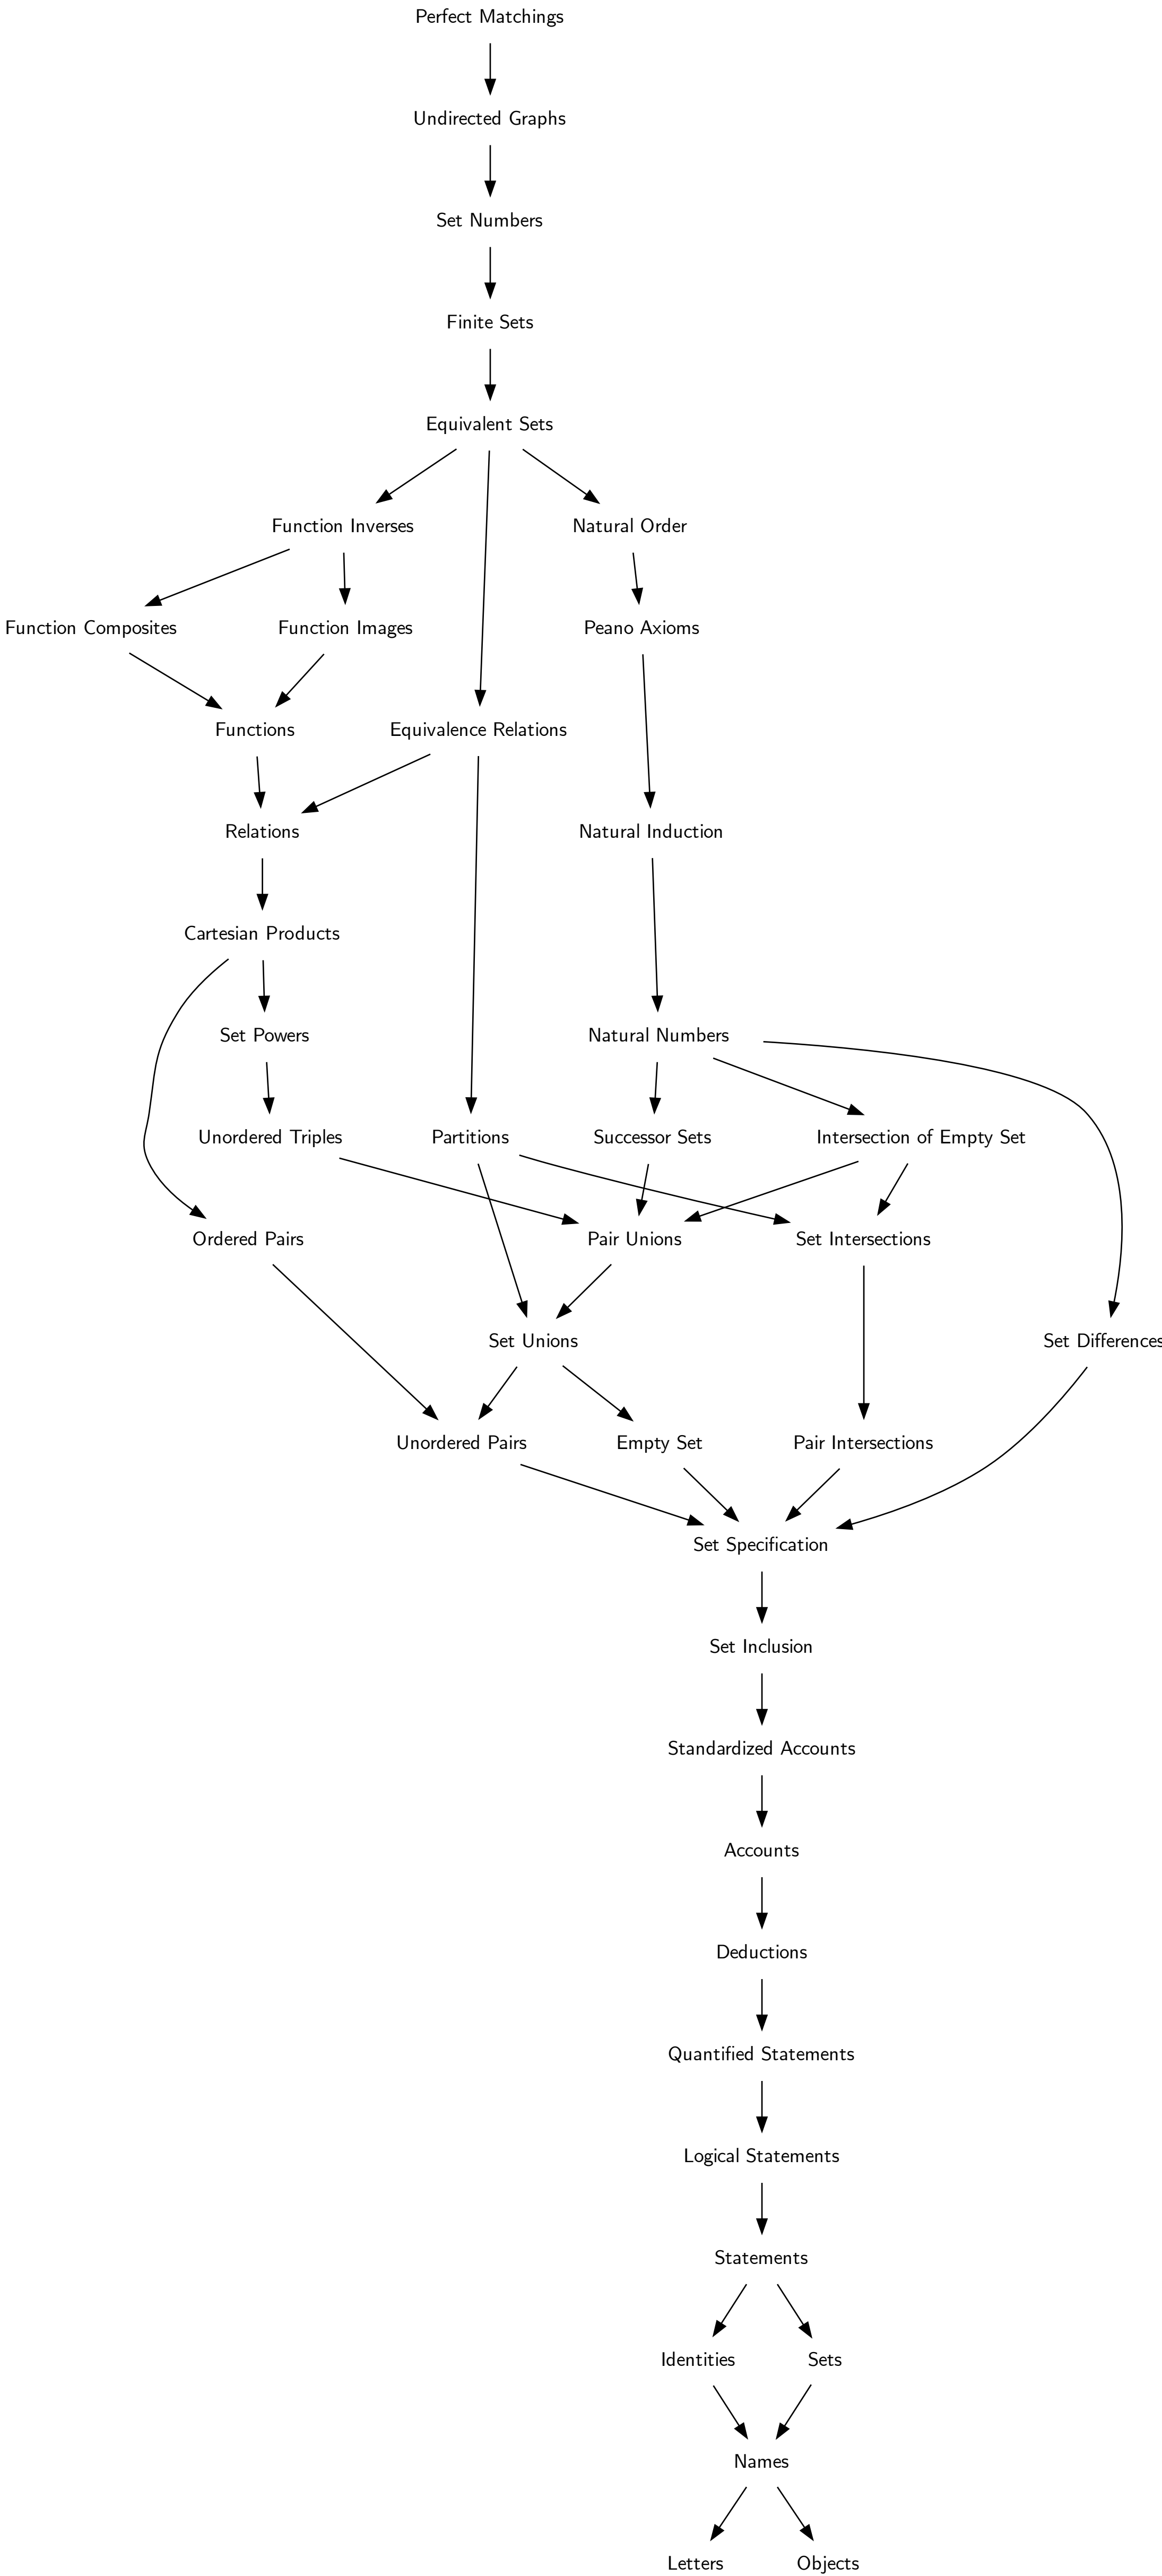 Perfect Matchings
Undirected Graphs
Set Numbers
Finite Sets
Equivalent Sets
Function Inverses
Natural Order
Function Composites
Function Images
Peano Axioms
Functions
Equivalence Relations
Relations
Natural Induction
Cartesian Products
Set Powers
Natural Numbers
Unordered Triples
Partitions
Successor Sets
Intersection of Empty Set
Ordered Pairs
Pair Unions
Set Intersections
Set Unions
Set Differences
Unordered Pairs
Empty Set
Pair Intersections
Set Specification
Set Inclusion
Standardized Accounts
Accounts
Deductions
Quantified Statements
Logical Statements
Statements
Identities
Sets
Names
Letters
Objects